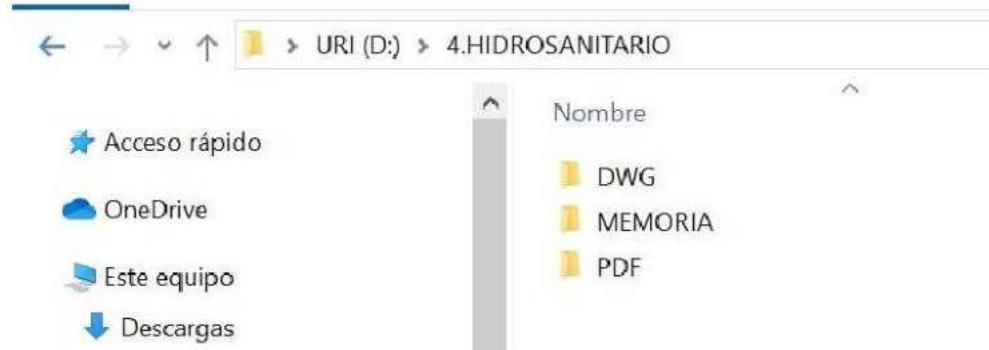 URI (D:) > 4.HIDROSANITARIO
Nombre
Acceso rápido
DWG
OneDrive
MEMORIA
Este equipo
PDF
Descargas